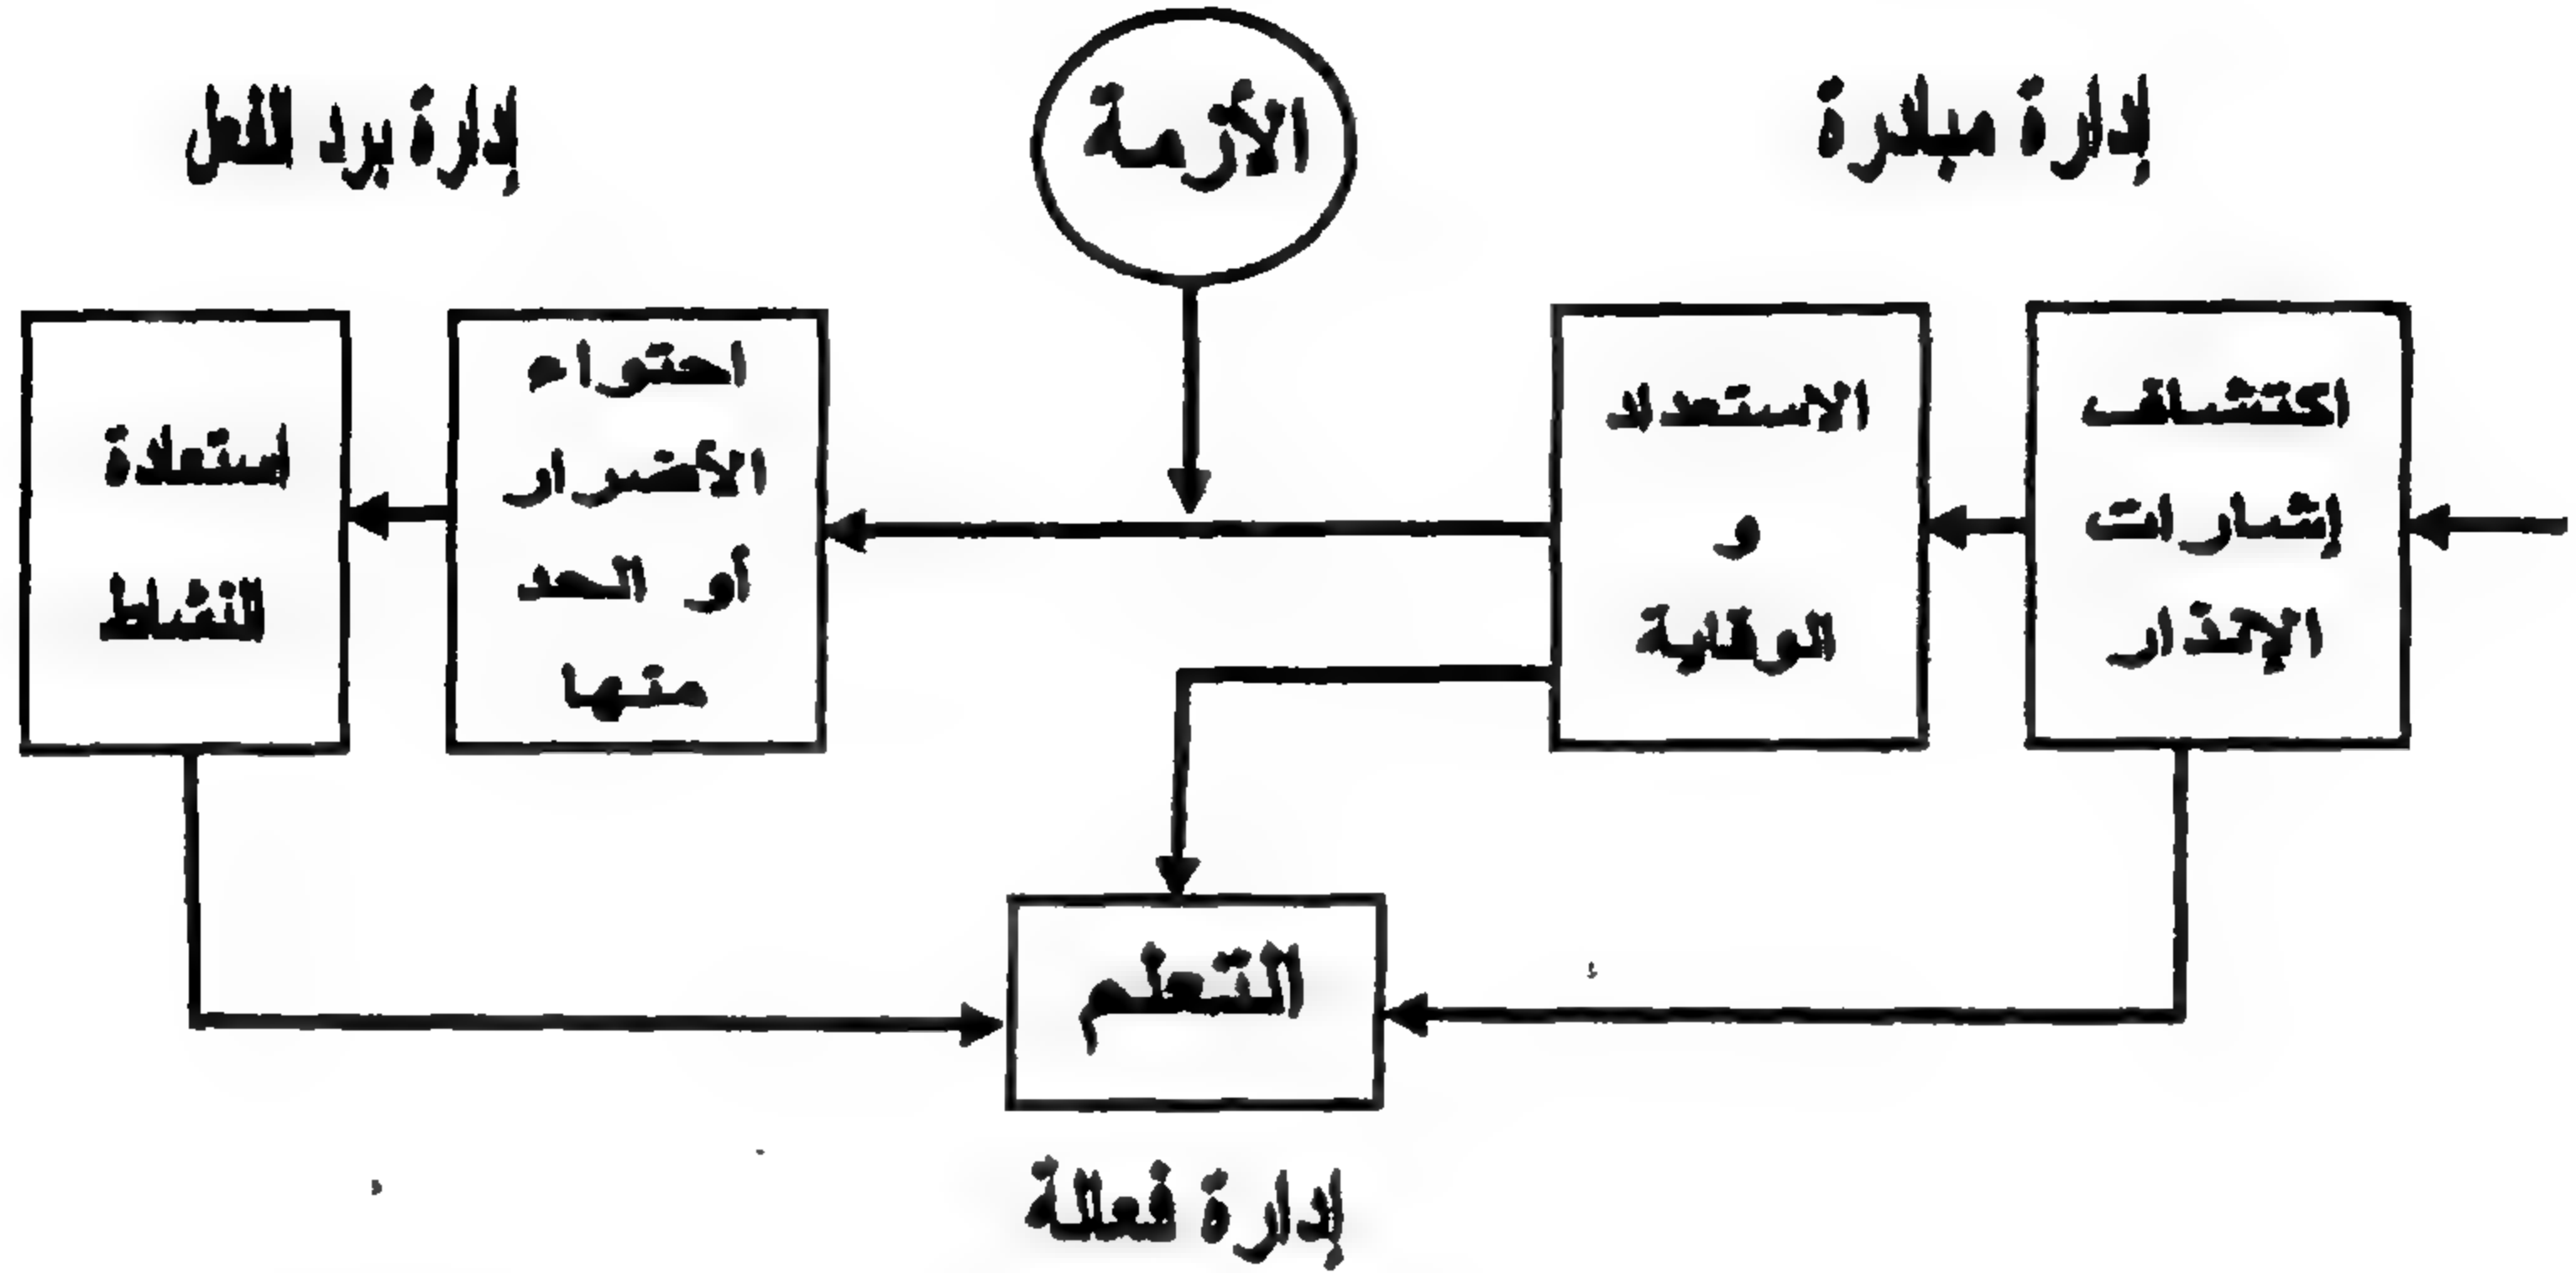 إدارة مبادرة
الأزمة
إدارة برد الفعل
اكتشاف
إشارات
الإنذار
الاستعداد
و
الوقاية
احتواء
الأضرار
أو الحد
منها
إستعادة
النشاط
التعلم
إدارة فعالة